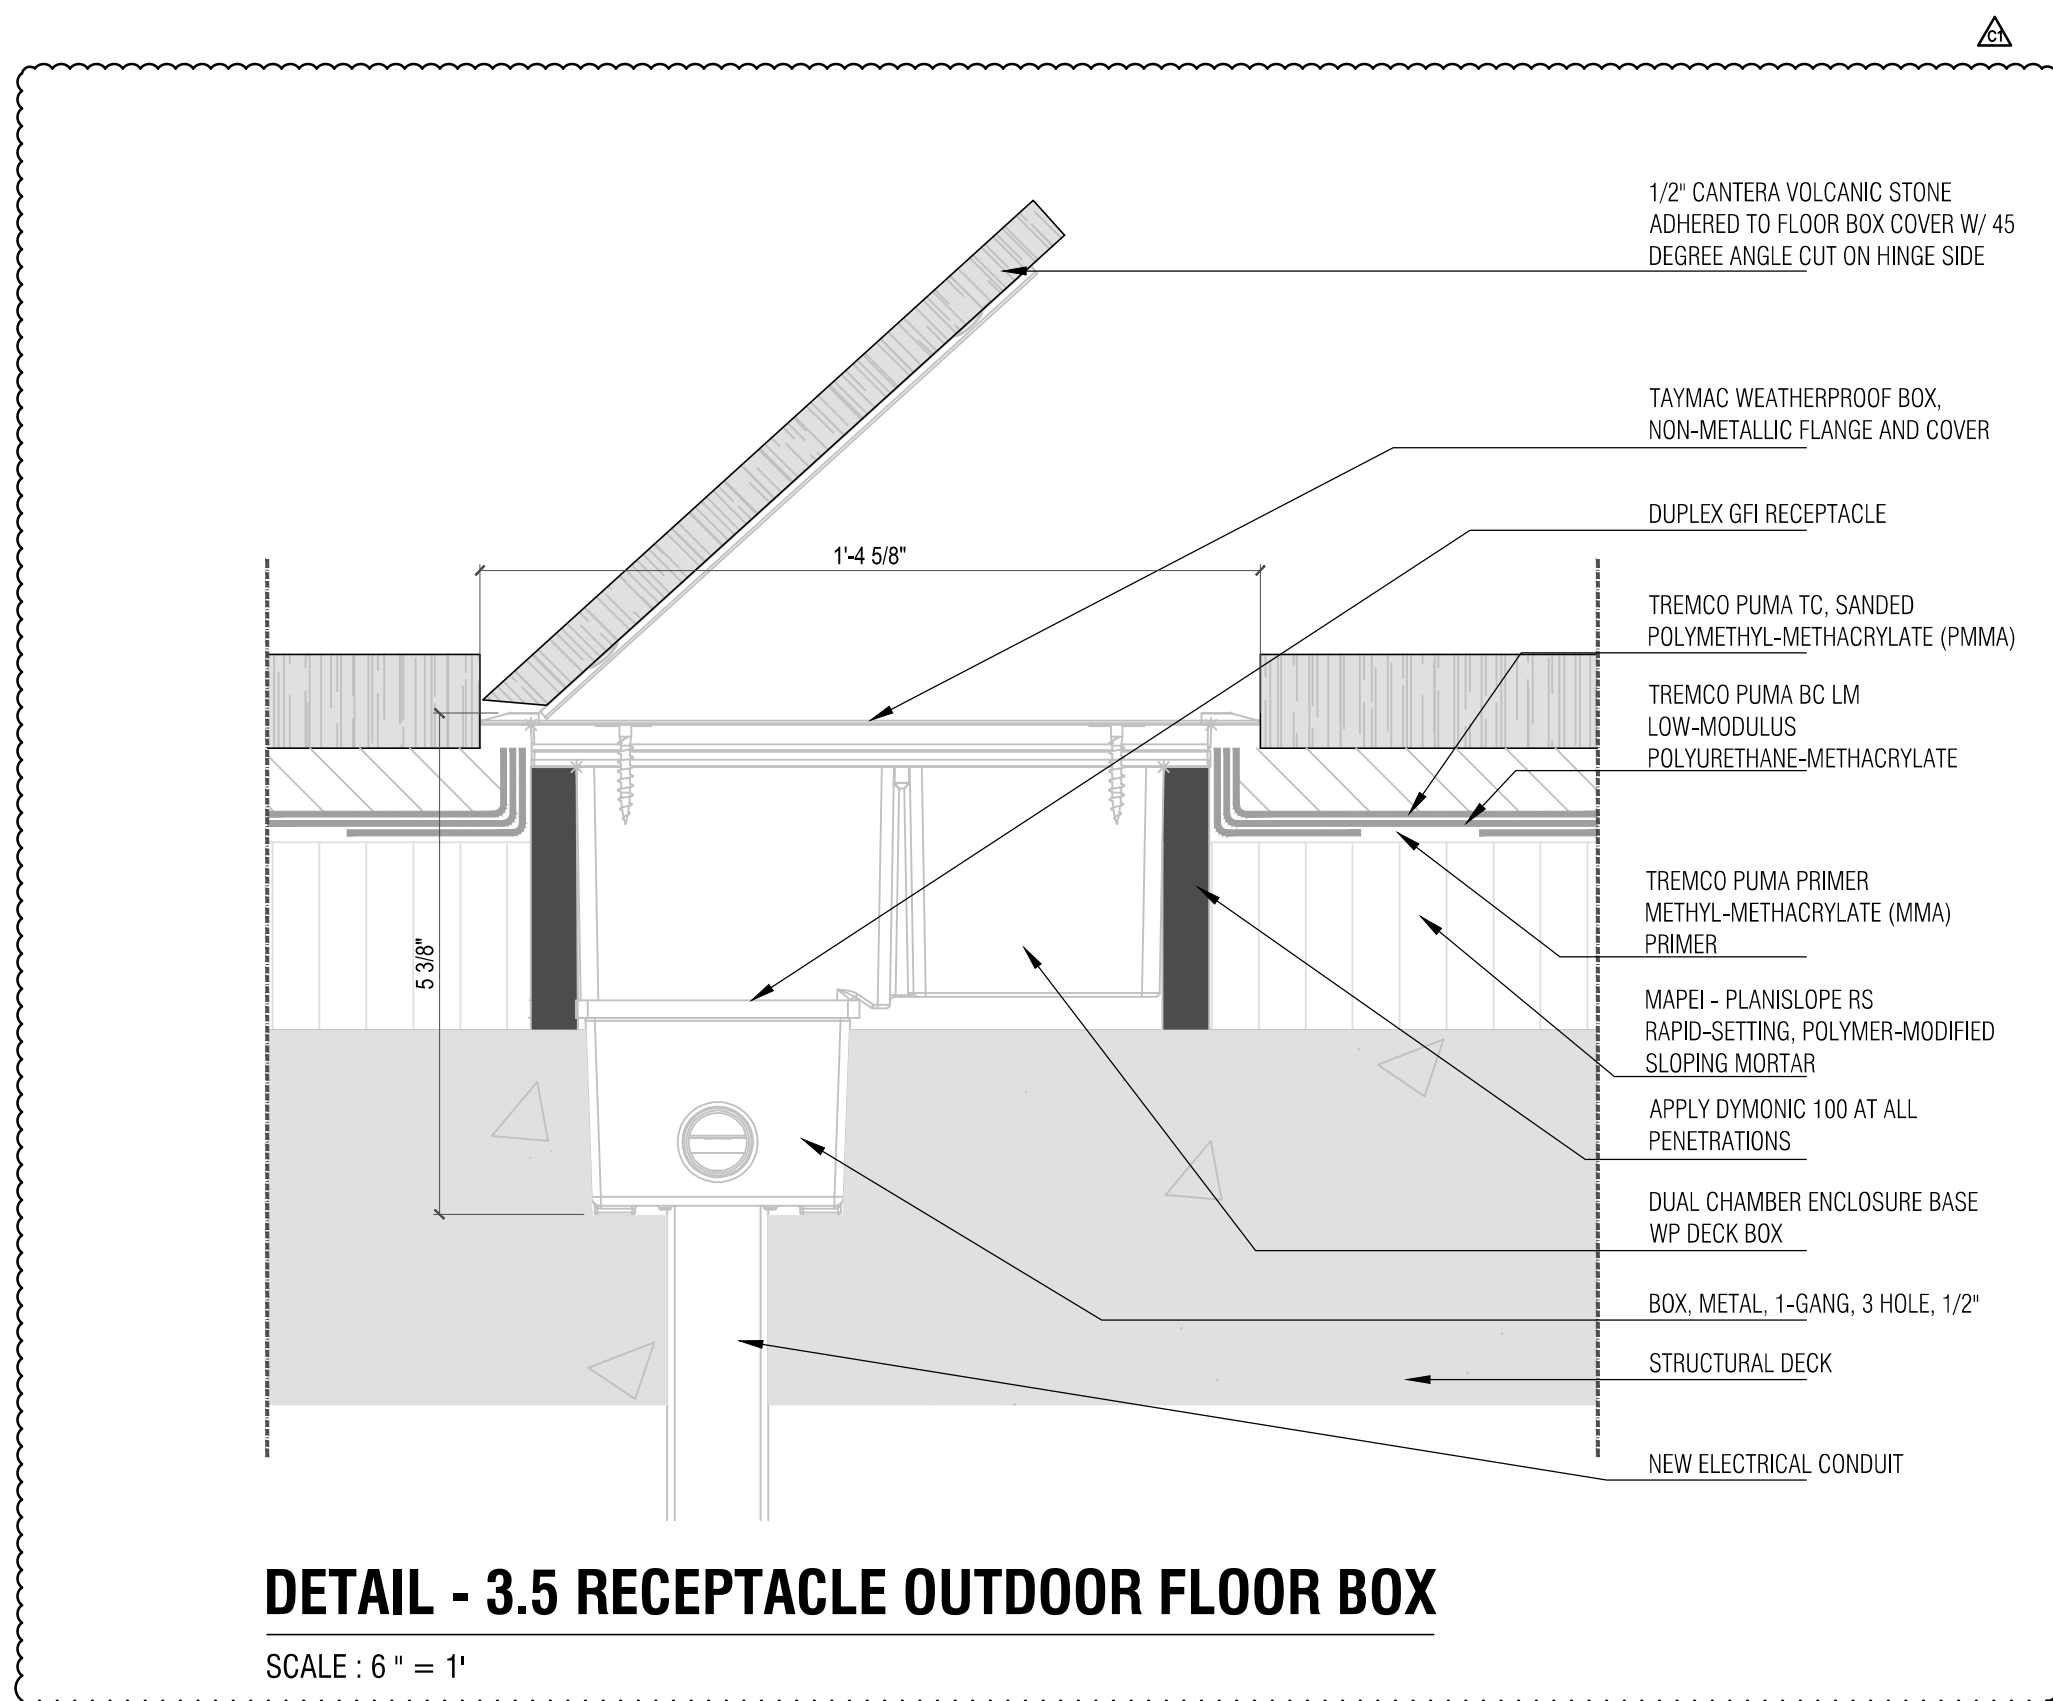 C1
1/2" CANTERA VOLCANIC STONE
ADHERED TO FLOOR BOX COVER W/ 45
DEGREE ANGLE CUT ON HINGE SIDE
TAYMAC WEATHERPROOF BOX,
NON-METALLIC FLANGE AND COVER
DUPLEX GFI RECEPTACLE
1'-4 5/8"
TREMCO PUMA TC, SANDED
POLYMETHYL-METHACRYLATE (PMMA)
TREMCO PUMA BC LM
LOW-MODULUS
POLYURETHANE-METHACRYLATE
TREMCO PUMA PRIMER
METHYL-METHACRYLATE (MMA)
PRIMER
5 3/8"
MAPEI - PLANISLOPE RS
RAPID-SETTING, POLYMER-MODIFIED
SLOPING MORTAR
APPLY DYMONIC 100 AT ALL
PENETRATIONS
DUAL CHAMBER ENCLOSURE BASE
WP DECK BOX
BOX, METAL, 1-GANG, 3 HOLE, 1/2"
STRUCTURAL DECK
NEW ELECTRICAL CONDUIT
DETAIL - 3.5 RECEPTACLE OUTDOOR FLOOR BOX
SCALE : 6 " = 1'